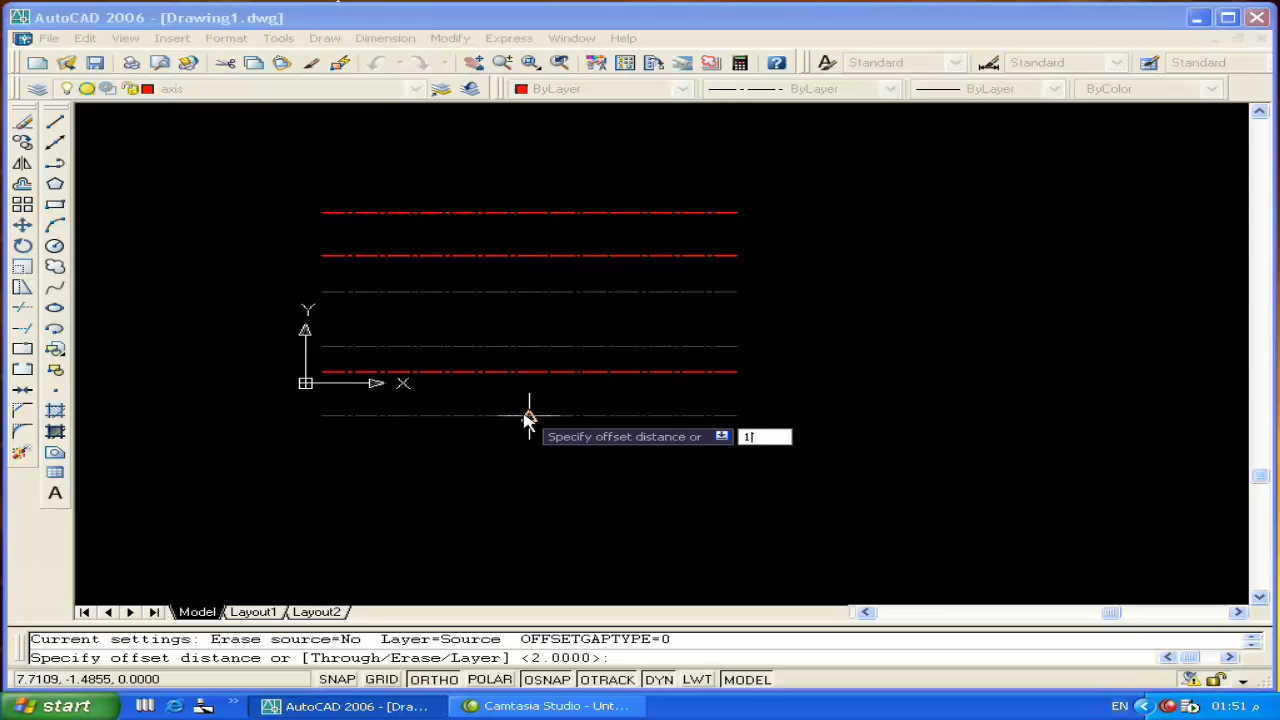 AutoCAD 2006 - [Drawing1.dwg]
File Edit View Insert Format Tools Draw Dimension Modify Express Window Help
Standard Standard Standard
axis ByLayer ByLayer ByLayer ByColor
Y
X
Specify offset distance or 1
A
Model Layout1 Layout2
Current settings: Erase source=No Layer=Source OFFSETGAPTYPE=0
Specify offset distance or [Through/Erase/Layer] <2.0000>:
7.7109, -1.4855, 0.0000 SNAP GRID ORTHO POLAR OSNAP OTRACK DYN LWT MODEL
start AutoCAD 2006 - [Dra... Camtasia Studio - Unt... EN 01:51 م